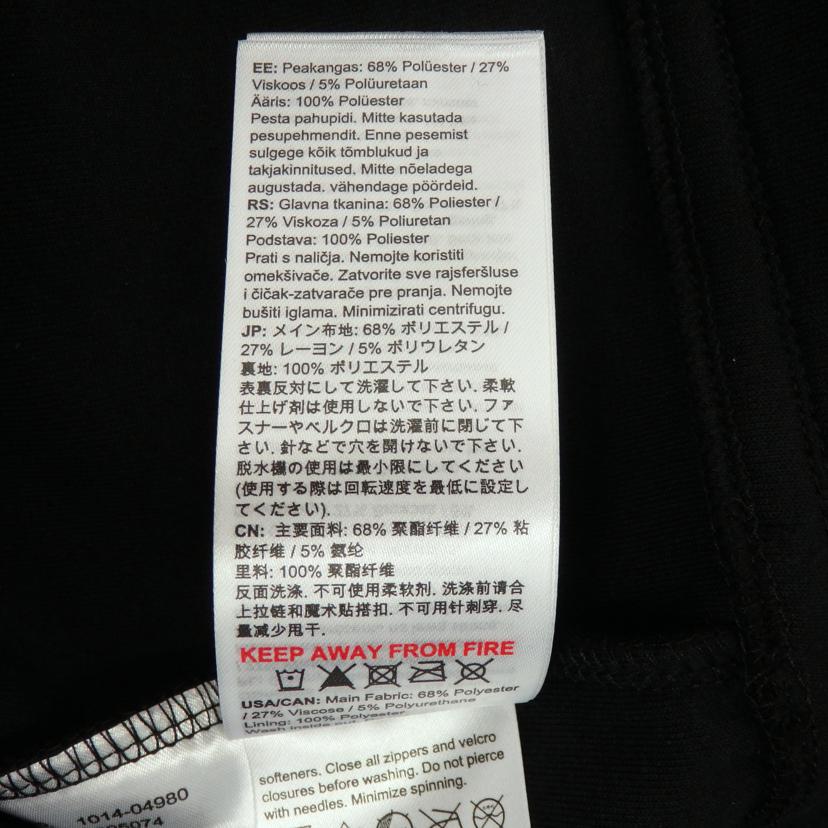 EE: Peakangas: 68% Polüester / 27%
Viskoos / 5% Polüuretaan
Ääris: 100% Polüester
Pesta pahupidi. Mitte kasutada
pesupehmendit. Enne pesemist
sulgege kõik tõmblukud ja
takjakinnitused. Mitte nõeladega
augustada. vähendage pöördeid.
RS: Glavna tkanina: 68% Poliester /
27% Viskoza / 5% Poliuretan
Podstava: 100% Poliester
Prati s naličja. Nemojte koristiti
omekšivače. Zatvorite sve rajsferšluse
i čičak-zatvarače pre pranja. Nemojte
bušiti iglama. Minimizirati centrifugu.
JP: メイン布地: 68% ポリエステル /
27% レーヨン / 5% ポリウレタン
裏地: 100% ポリエステル
表裏反対にして洗濯して下さい. 柔軟
仕上げ剤は使用しないで下さい. ファ
スナーやベルクロは洗濯前に閉じて下
さい. 針などで穴を開けないで下さい.
脱水機の使用は最小限にしてください
(使用する際は回転速度を最低に設定し
てください).
CN: 主要面料: 68% 聚酯纤维 / 27% 粘
胶纤维 / 5% 氨纶
里料: 100% 聚酯纤维
反面洗涤. 不可使用柔软剂. 洗涤前请合
上拉链和魔术贴搭扣. 不可用针刺穿. 尽
量减少甩干.
KEEP AWAY FROM FIRE
USA/CAN: Main Fabric: 68% Polyester
/ 27% Viscose / 5% Polyurethane
Lining: 100% Polyester
Wash inside out
softeners. Close all zippers and velcro
closures before washing. Do not pierce
with needles. Minimize spinning.
1014-04980